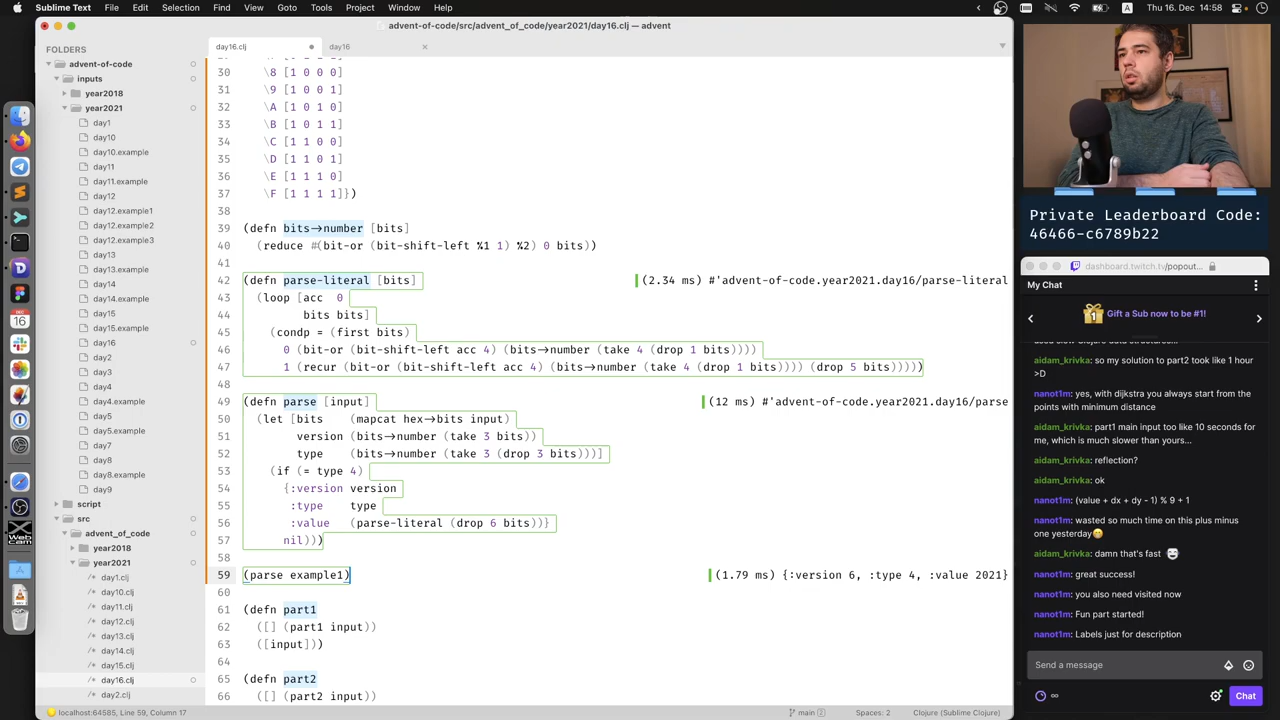 Sublime Text File Edit Selection Find View Goto Tools Project Window Help
Thu 16. Dec 14:58
advent-of-code/src/advent_of_code/year2021/day16.clj — advent
FOLDERS
advent-of-code
inputs
year2018
year2021
day1
day10
day10.example
day11
day11.example
day12
day12.example1
day12.example2
day12.example3
day13
day13.example
day14
day14.example
day15
day15.example
day16
day2
day3
day4
day4.example
day5
day5.example
day6
day7
day8
day8.example
day9
script
src
advent_of_code
year2018
year2021
day1.clj
day10.clj
day11.clj
day12.clj
day13.clj
day14.clj
day15.clj
day16.clj
day2.clj
day16.clj
day16
30 \8 [1 0 0 0]
31 \9 [1 0 0 1]
32 \A [1 0 1 0]
33 \B [1 0 1 1]
34 \C [1 1 0 0]
35 \D [1 1 0 1]
36 \E [1 1 1 0]
37 \F [1 1 1 1]})
38
39 (defn bits→number [bits]
40 (reduce #(bit-or (bit-shift-left %1 1) %2) 0 bits))
41
42 (defn parse-literal [bits] (2.34 ms) #'advent-of-code.year2021.day16/parse-literal
43 (loop [acc 0
44 bits bits]
45 (condp = (first bits)
46 0 (bit-or (bit-shift-left acc 4) (bits→number (take 4 (drop 1 bits))))
47 1 (recur (bit-or (bit-shift-left acc 4) (bits→number (take 4 (drop 1 bits)))) (drop 5 bits)))))
48
49 (defn parse [input] (12 ms) #'advent-of-code.year2021.day16/parse
50 (let [bits (mapcat hex→bits input)
51 version (bits→number (take 3 bits))
52 type (bits→number (take 3 (drop 3 bits)))]
53 (if (= type 4)
54 {:version version
55 :type type
56 :value (parse-literal (drop 6 bits))}
57 nil)))
58
59 (parse example1) (1.79 ms) {:version 6, :type 4, :value 2021}
60
61 (defn part1
62 ([] (part1 input))
63 ([input]))
64
65 (defn part2
66 ([] (part2 input))
localhost:64585, Line 59, Column 17
main 2
Spaces: 2
Clojure (Sublime Clojure)
DEC
16
WEB
CAM
Private Leaderboard Code:
46466-c6789b22
dashboard.twitch.tv/popout...
My Chat
Gift a Sub now to be #1!
aidam_krivka: so my solution to part2 took like 1 hour
>D
nanot1m: yes, with dijkstra you always start from the
points with minimum distance
aidam_krivka: part1 main input too like 10 seconds for
me, which is much slower than yours...
aidam_krivka: reflection?
aidam_krivka: ok
nanot1m: (value + dx + dy - 1) % 9 + 1
nanot1m: wasted so much time on this plus minus
one yesterday
aidam_krivka: damn that's fast
nanot1m: great success!
nanot1m: you also need visited now
nanot1m: Fun part started!
nanot1m: Labels just for description
Send a message
∞
Chat